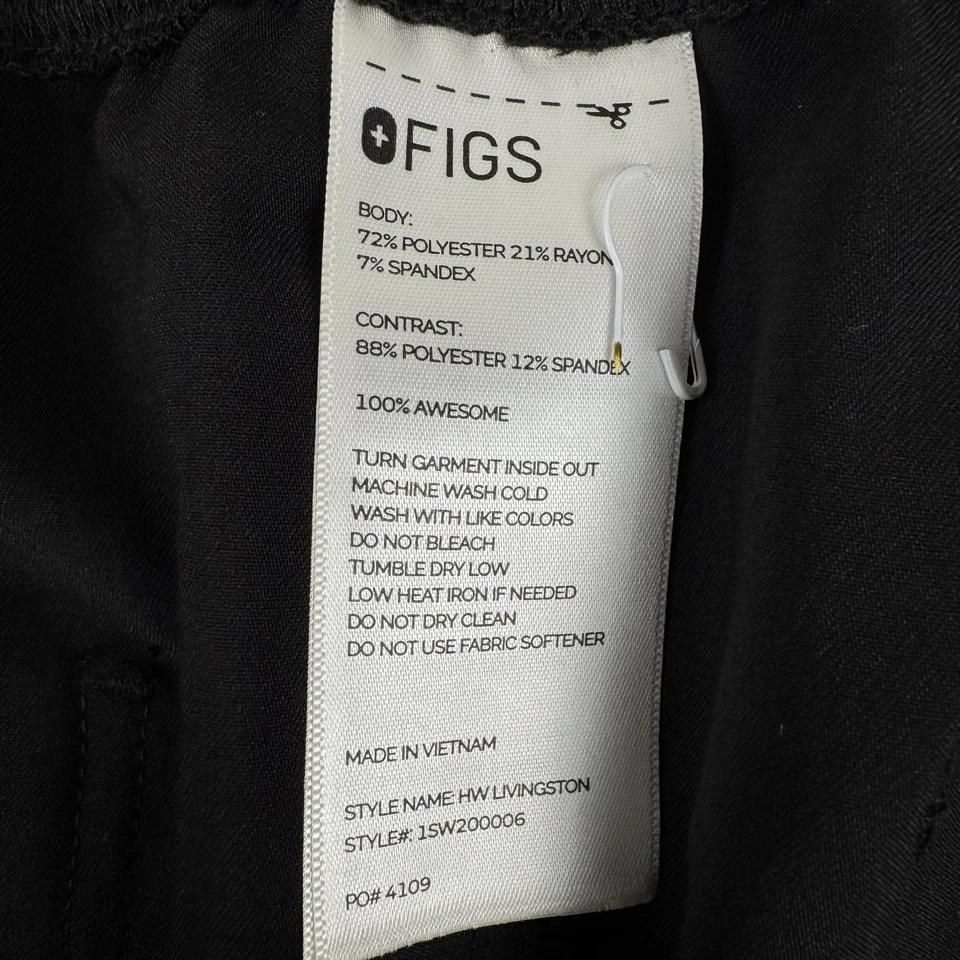 FIGS
BODY:
72% POLYESTER 21% RAYON
7% SPANDEX
CONTRAST:
88% POLYESTER 12% SPANDEX
100% AWESOME
TURN GARMENT INSIDE OUT
MACHINE WASH COLD
WASH WITH LIKE COLORS
DO NOT BLEACH
TUMBLE DRY LOW
LOW HEAT IRON IF NEEDED
DO NOT DRY CLEAN
DO NOT USE FABRIC SOFTENER
MADE IN VIETNAM
STYLE NAME: HW LIVINGSTON
STYLE#: 1SW200006
PO# 4109